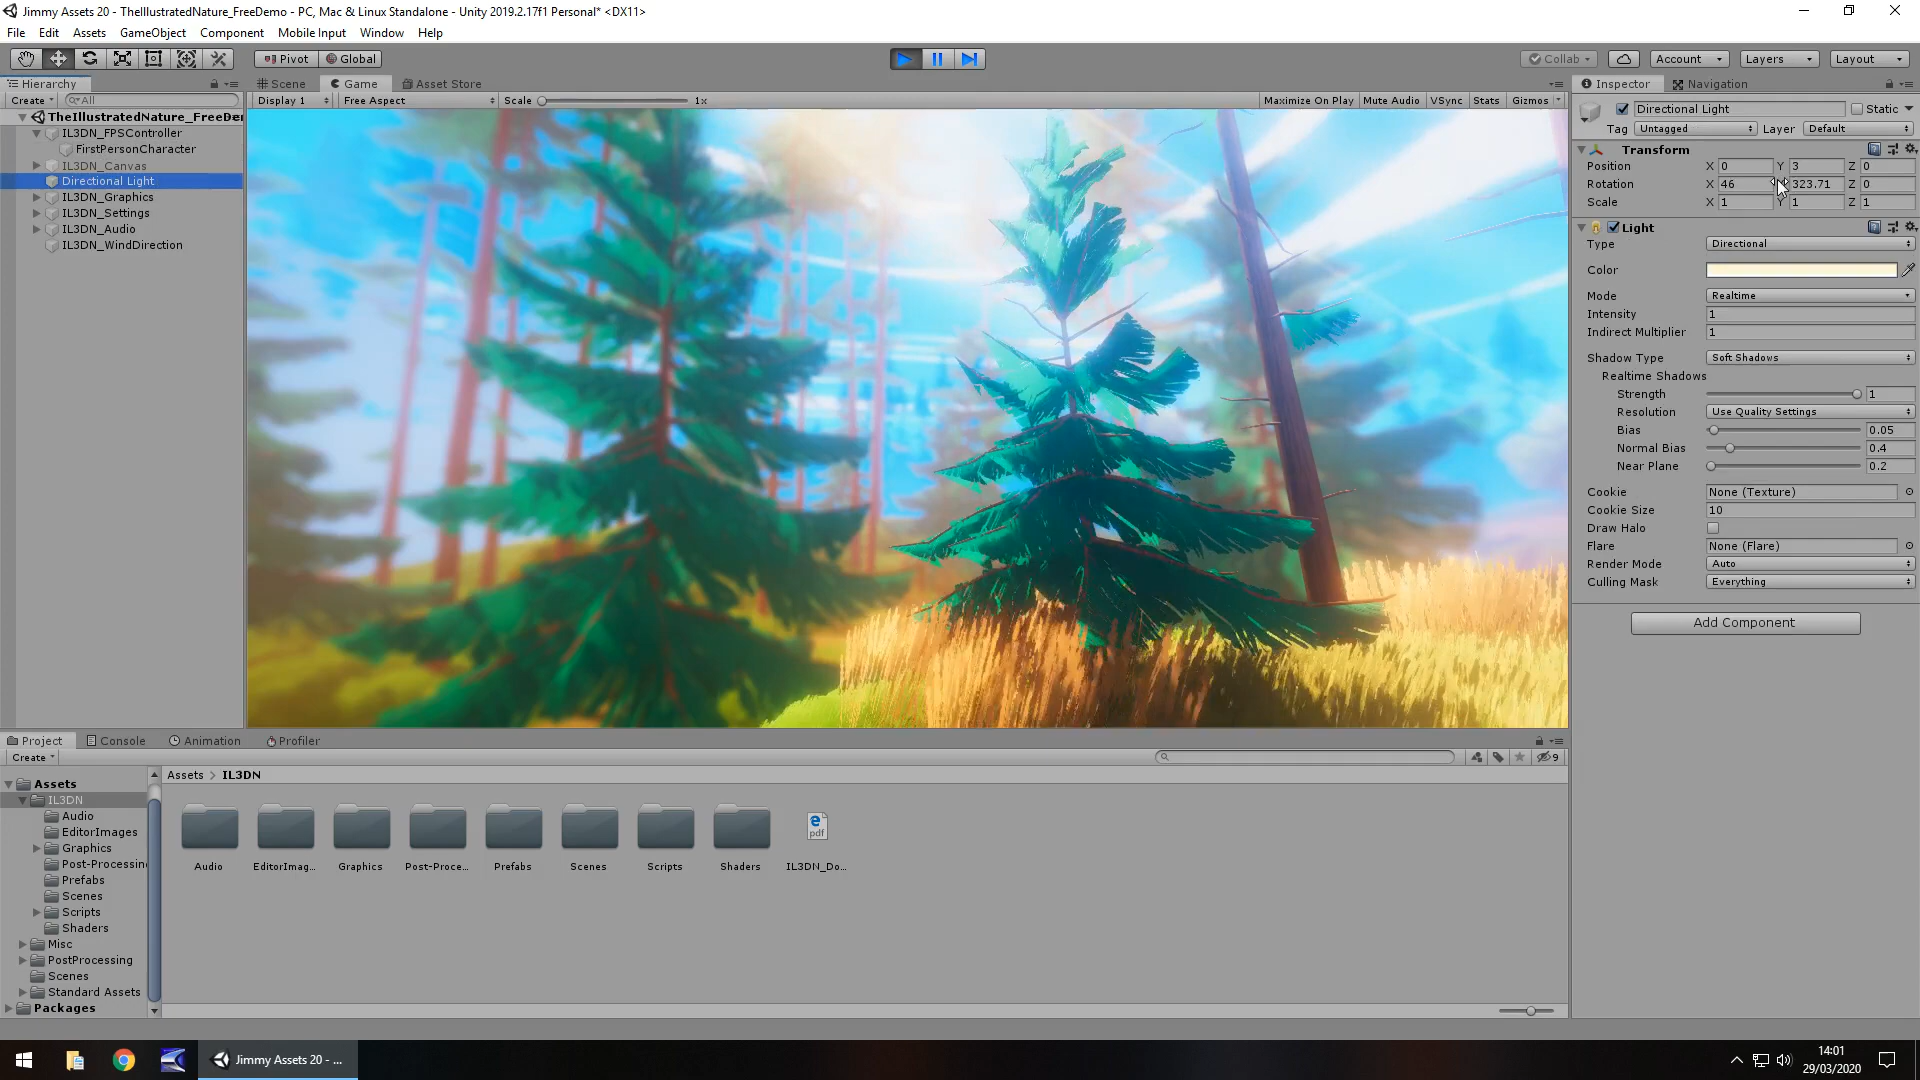 Jimmy Assets 20 - TheIllustratedNature_FreeDemo - PC, Mac & Linux Standalone - Unity 2019.2.17f1 Personal* <DX11>
File Edit Assets GameObject Component Mobile Input Window Help
Pivot Global Collab Account Layers Layout
Hierarchy Scene Game Asset Store Inspector Navigation
Create All Display 1 Free Aspect Scale 1x Maximize On Play Mute Audio VSync Stats Gizmos
TheIllustratedNature_FreeDer
IL3DN_FPSController
FirstPersonCharacter
IL3DN_Canvas
Directional Light
IL3DN_Graphics
IL3DN_Settings
IL3DN_Audio
IL3DN_WindDirection
Directional Light Static
Tag Untagged Layer Default
Transform
Position X 0 Y 3 Z 0
Rotation X 46 Y 323.71 Z 0
Scale X 1 Y 1 Z 1
Light
Type Directional
Color
Mode Realtime
Intensity 1
Indirect Multiplier 1
Shadow Type Soft Shadows
Realtime Shadows
Strength 1
Resolution Use Quality Settings
Bias 0.05
Normal Bias 0.4
Near Plane 0.2
Cookie None (Texture)
Cookie Size 10
Draw Halo
Flare None (Flare)
Render Mode Auto
Culling Mask Everything
Add Component
Project Console Animation Profiler
Create 9
Assets
IL3DN
Audio
EditorImages
Graphics
Post-Processin
Prefabs
Scenes
Scripts
Shaders
Misc
PostProcessing
Scenes
Standard Assets
Packages
Assets > IL3DN
pdf
Audio EditorImag... Graphics Post-Proce... Prefabs Scenes Scripts Shaders IL3DN_Do...
Jimmy Assets 20 - ...
14:01
29/03/2020